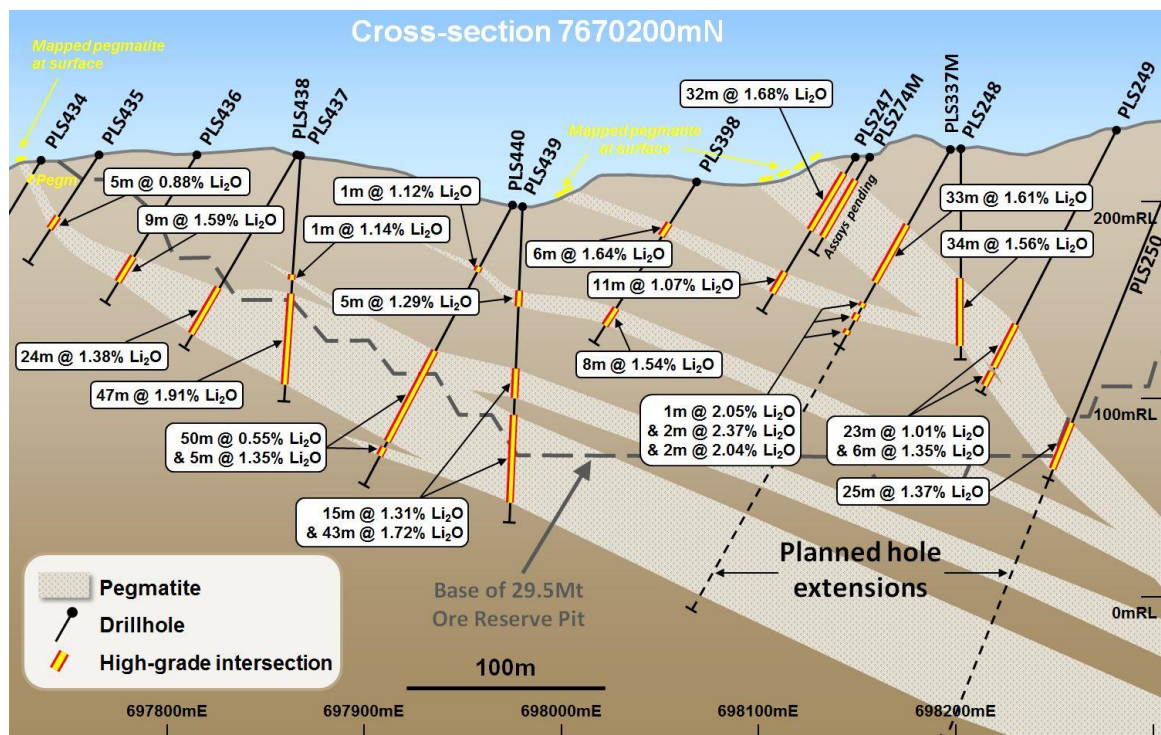 Cross-section 7670200mN
Mapped pegmatite
at surface
PLS434
PLS435
PLS436
PLS438
PLS437
PLS440
PLS439
Mapped pegmatite
at surface
PLS398
PLS247
PLS274M
PLS337M
PLS248
PLS249
PLS250
Pegm
32m @ 1.68% Li₂O
5m @ 0.88% Li₂O
9m @ 1.59% Li₂O
1m @ 1.12% Li₂O
1m @ 1.14% Li₂O
5m @ 1.29% Li₂O
6m @ 1.64% Li₂O
11m @ 1.07% Li₂O
Assays pending
33m @ 1.61% Li₂O
34m @ 1.56% Li₂O
200mRL
24m @ 1.38% Li₂O
47m @ 1.91% Li₂O
8m @ 1.54% Li₂O
50m @ 0.55% Li₂O
& 5m @ 1.35% Li₂O
15m @ 1.31% Li₂O
& 43m @ 1.72% Li₂O
1m @ 2.05% Li₂O
& 2m @ 2.37% Li₂O
& 2m @ 2.04% Li₂O
23m @ 1.01% Li₂O
& 6m @ 1.35% Li₂O
25m @ 1.37% Li₂O
100mRL
Base of 29.5Mt
Ore Reserve Pit
Planned hole
extensions
0mRL
Pegmatite
Drillhole
High-grade intersection
100m
697800mE
697900mE
698000mE
698100mE
698200mE